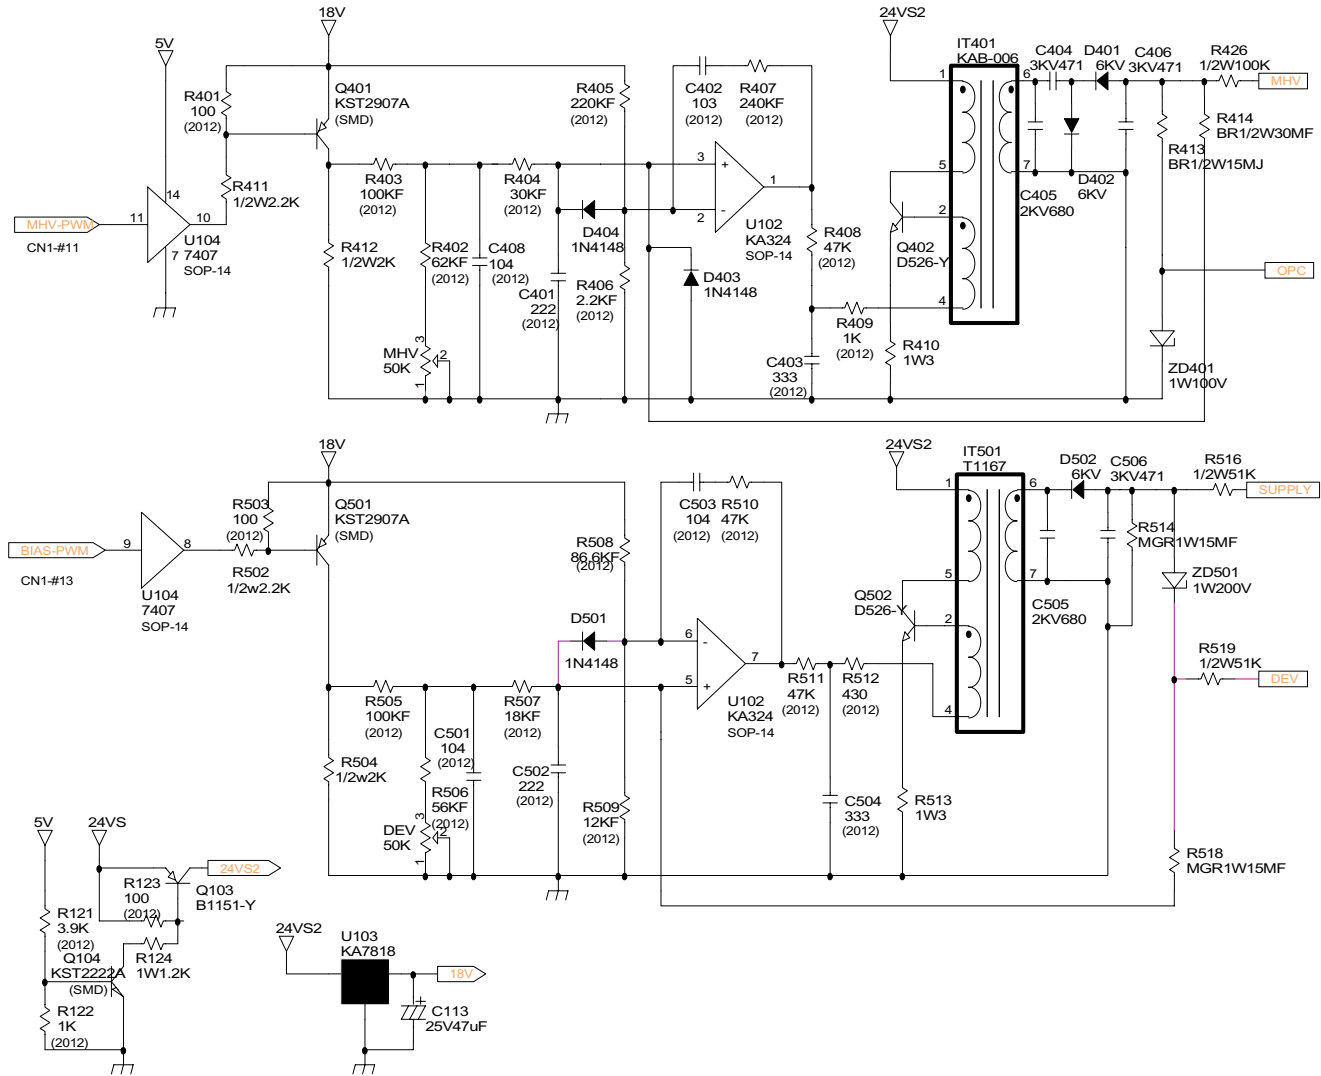 18V
5V
R401
100
(2012)
Q401
KST2907A
(SMD)
R405
220KF
(2012)
C402
103
(2012)
R407
240KF
(2012)
24VS2
IT401
KAB-006
C404
3KV471
D401
6KV
C406
3KV471
R426
1/2W100K
MHV
1
6
R414
BR1/2W30MF
R413
BR1/2W15MJ
R411
1/2W2.2K
14
MHV-PWM
11
10
CN1-#11
7
U104
7407
SOP-14
R403
100KF
(2012)
R404
30KF
(2012)
3
+
1
2
-
U102
KA324
SOP-14
5
7
D402
6KV
C405
2KV680
2
Q402
D526-Y
D404
1N4148
R408
47K
(2012)
R412
1/2W2K
R402
62KF
(2012)
C408
104
(2012)
C401
222
(2012)
R406
2.2KF
(2012)
D403
1N4148
OPC
4
R409
1K
(2012)
R410
1W3
MHV
50K
3
2
1
C403
333
(2012)
ZD401
1W100V
18V
24VS2
IT501
T1167
D502
6KV
C506
3KV471
R516
1/2W51K
SUPPLY
1
6
R503
100
(2012)
Q501
KST2907A
(SMD)
C503
104
(2012)
R510
47K
(2012)
R514
MGR1W15MF
BIAS-PWM
9
8
R502
1/2w2.2K
CN1-#13
U104
7407
SOP-14
R508
86.6KF
(2012)
5
7
ZD501
1W200V
Q502
D526-Y
C505
2KV680
2
D501
1N4148
6
-
7
5
+
U102
KA324
SOP-14
R511
47K
(2012)
R512
430
(2012)
4
R519
1/2W51K
DEV
R505
100KF
(2012)
R507
18KF
(2012)
R504
1/2w2K
C501
104
(2012)
C502
222
(2012)
R506
56KF
(2012)
R509
12KF
(2012)
C504
333
(2012)
R513
1W3
DEV
50K
3
2
1
R518
MGR1W15MF
5V
24VS
24VS2
R123
100
(2012)
Q103
B1151-Y
R121
3.9K
(2012)
Q104
KST2222A
(SMD)
R124
1W1.2K
R122
1K
(2012)
24VS2
U103
KA7818
18V
+
C113
25V47uF